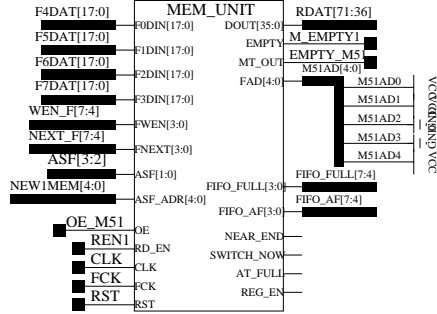 MEM_UNIT
F4DAT[17:0]
F0DIN[17:0]
F5DAT[17:0]
F1DIN[17:0]
F6DAT[17:0]
F2DIN[17:0]
F7DAT[17:0]
F3DIN[17:0]
WEN_F[7:4]
FWEN[3:0]
NEXT_F[7:4]
FNEXT[3:0]
ASF[3:2]
ASF[1:0]
NEW1MEM[4:0]
ASF_ADR[4:0]
OE_M51
OE
REN1
RD_EN
CLK
CLK
FCK
FCK
RST
RST
RDAT[71:36]
DOUT[35:0]
M_EMPTY1
EMPTY
EMPTY_M51
MT_OUT
M51AD[4:0]
FAD[4:0]
M51AD0
M51AD1
M51AD2
M51AD3
M51AD4
VCC
VCC
FIFO_FULL[7:4]
FIFO_FULL[3:0]
FIFO_AF[7:4]
FIFO_AF[3:0]
NEAR_END
SWITCH_NOW
AT_FULL
REG_EN